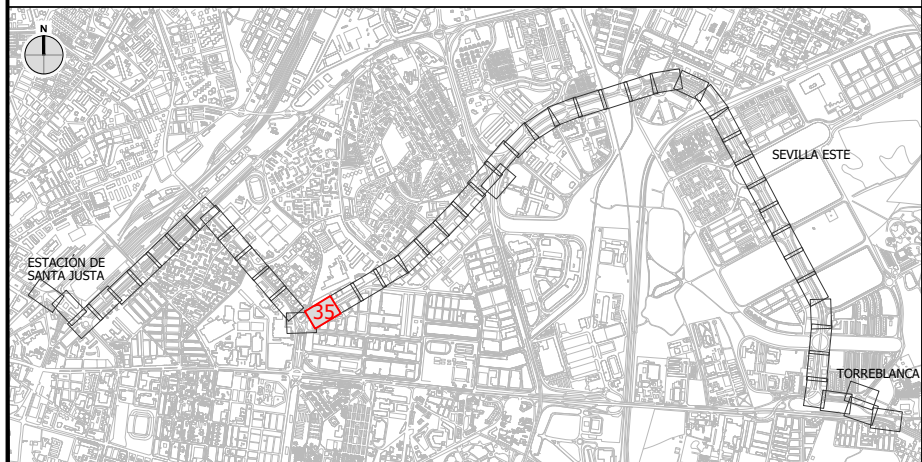 N
SEVILLA ESTE
ESTACIÓN DE
SANTA JUSTA
35
TORREBLANCA